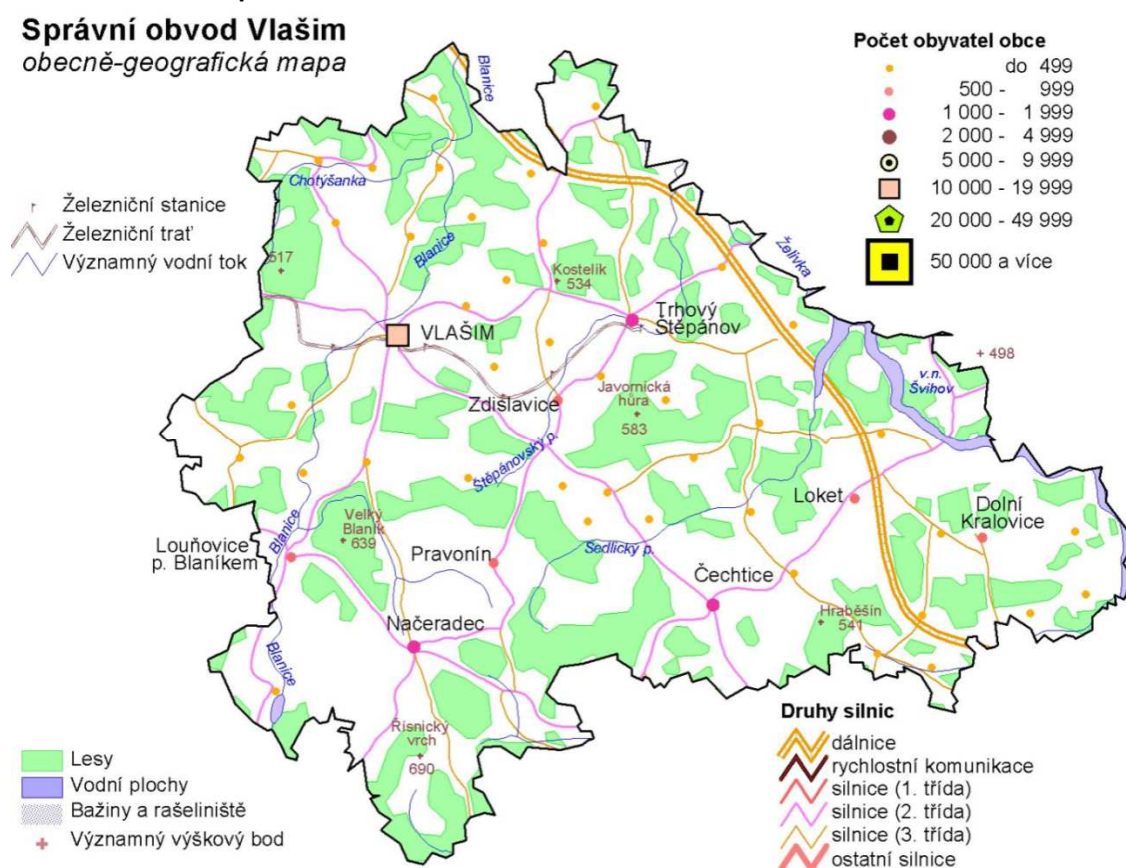 Správní obvod Vlašim
obecně-geografická mapa
Počet obyvatel obce
do 499
500 - 999
1 000 - 1 999
2 000 - 4 999
5 000 - 9 999
10 000 - 19 999
20 000 - 49 999
50 000 a více
Železniční stanice
Železniční trať
Významný vodní tok
Blanice
Chotýšanka
Blanice
517
Kostelík
534
Želivka
Trhový
Štěpánov
VLAŠIM
498
v.n.
Švihov
Javornická
hůra
583
Zdislavice
Štěpánovský p.
Loket
Dolní
Kralovice
Velký
Blaník
639
Blanice
Louňovice
p. Blaníkem
Pravonín
Sedlický p.
Čechtice
Hraběšín
541
Načeradec
Blanice
Řísnický
vrch
690
Lesy
Vodní plochy
Bažiny a rašeliniště
Významný výškový bod
Druhy silnic
dálnice
rychlostní komunikace
silnice (1. třída)
silnice (2. třída)
silnice (3. třída)
ostatní silnice